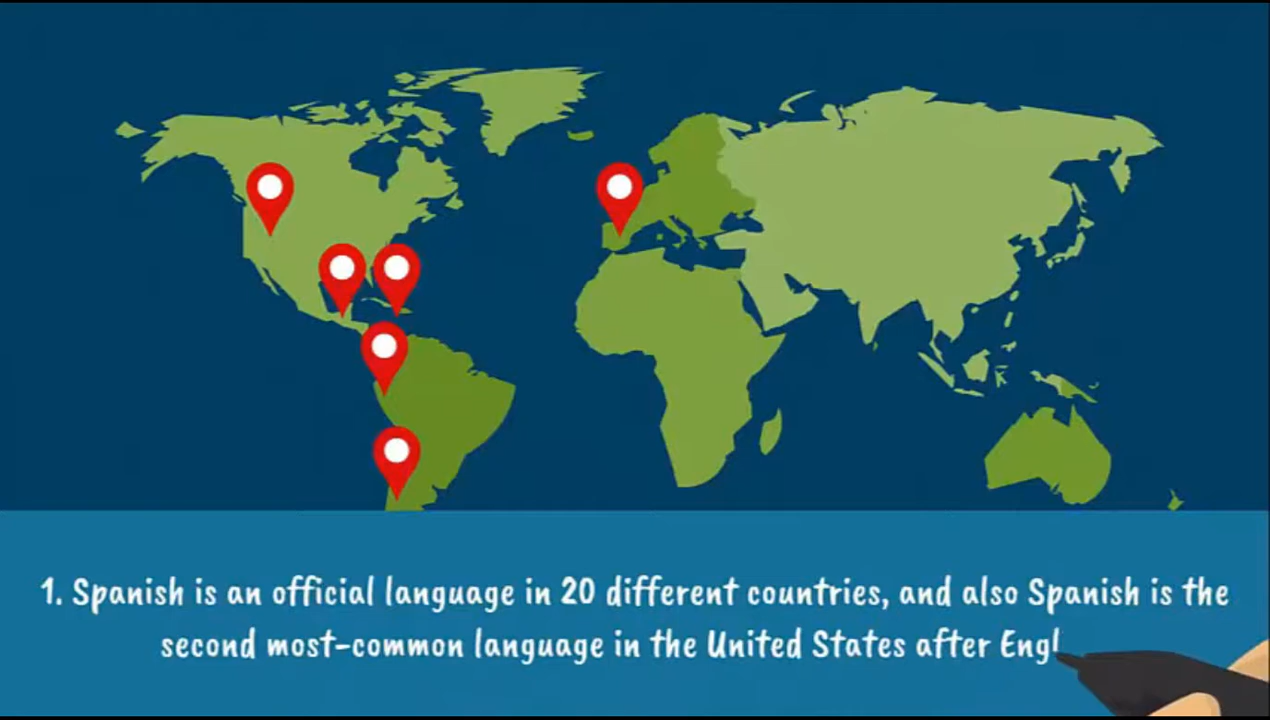 1. Spanish is an official language in 20 different countries, and also Spanish is the
second most-common language in the United States after Engl